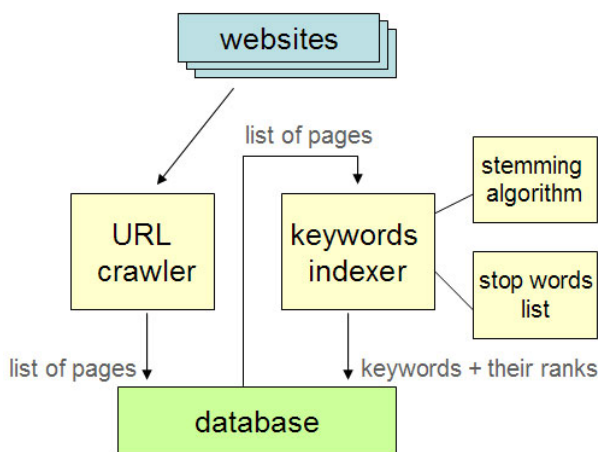 websites
list of pages
stemming
algorithm
URL
crawler
keywords
indexer
stop words
list
list of pages
keywords + their ranks
database